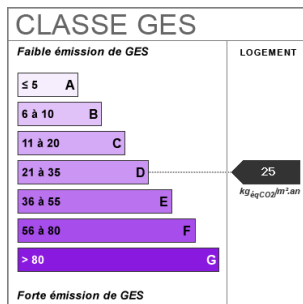 CLASSE GES
Faible émission de GES
LOGEMENT
≤ 5 A
6 à 10 B
11 à 20 C
21 à 35 D
25
kgéqCO2/m².an
36 à 55 E
56 à 80 F
> 80 G
Forte émission de GES